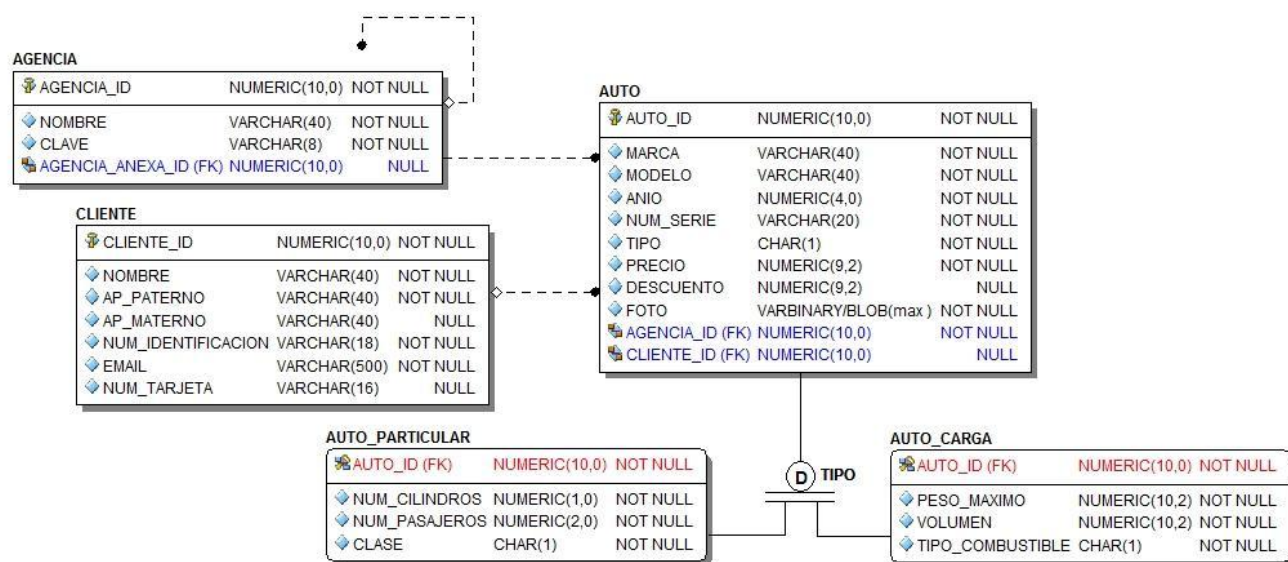 AGENCIA
AGENCIA_ID NUMERIC(10,0) NOT NULL
NOMBRE VARCHAR(40) NOT NULL
CLAVE VARCHAR(8) NOT NULL
AGENCIA_ANEXA_ID (FK) NUMERIC(10,0) NULL
AUTO
AUTO_ID NUMERIC(10,0) NOT NULL
MARCA VARCHAR(40) NOT NULL
MODELO VARCHAR(40) NOT NULL
ANIO NUMERIC(4,0) NOT NULL
NUM_SERIE VARCHAR(20) NOT NULL
TIPO CHAR(1) NOT NULL
PRECIO NUMERIC(9,2) NOT NULL
DESCUENTO NUMERIC(9,2) NULL
FOTO VARBINARY/BLOB(max ) NOT NULL
AGENCIA_ID (FK) NUMERIC(10,0) NOT NULL
CLIENTE_ID (FK) NUMERIC(10,0) NULL
CLIENTE
CLIENTE_ID NUMERIC(10,0) NOT NULL
NOMBRE VARCHAR(40) NOT NULL
AP_PATERNO VARCHAR(40) NOT NULL
AP_MATERNO VARCHAR(40) NULL
NUM_IDENTIFICACION VARCHAR(18) NOT NULL
EMAIL VARCHAR(500) NOT NULL
NUM_TARJETA VARCHAR(16) NULL
D TIPO
AUTO_PARTICULAR
AUTO_ID (FK) NUMERIC(10,0) NOT NULL
NUM_CILINDROS NUMERIC(1,0) NOT NULL
NUM_PASAJEROS NUMERIC(2,0) NOT NULL
CLASE CHAR(1) NOT NULL
AUTO_CARGA
AUTO_ID (FK) NUMERIC(10,0) NOT NULL
PESO_MAXIMO NUMERIC(10,2) NOT NULL
VOLUMEN NUMERIC(10,2) NOT NULL
TIPO_COMBUSTIBLE CHAR(1) NOT NULL